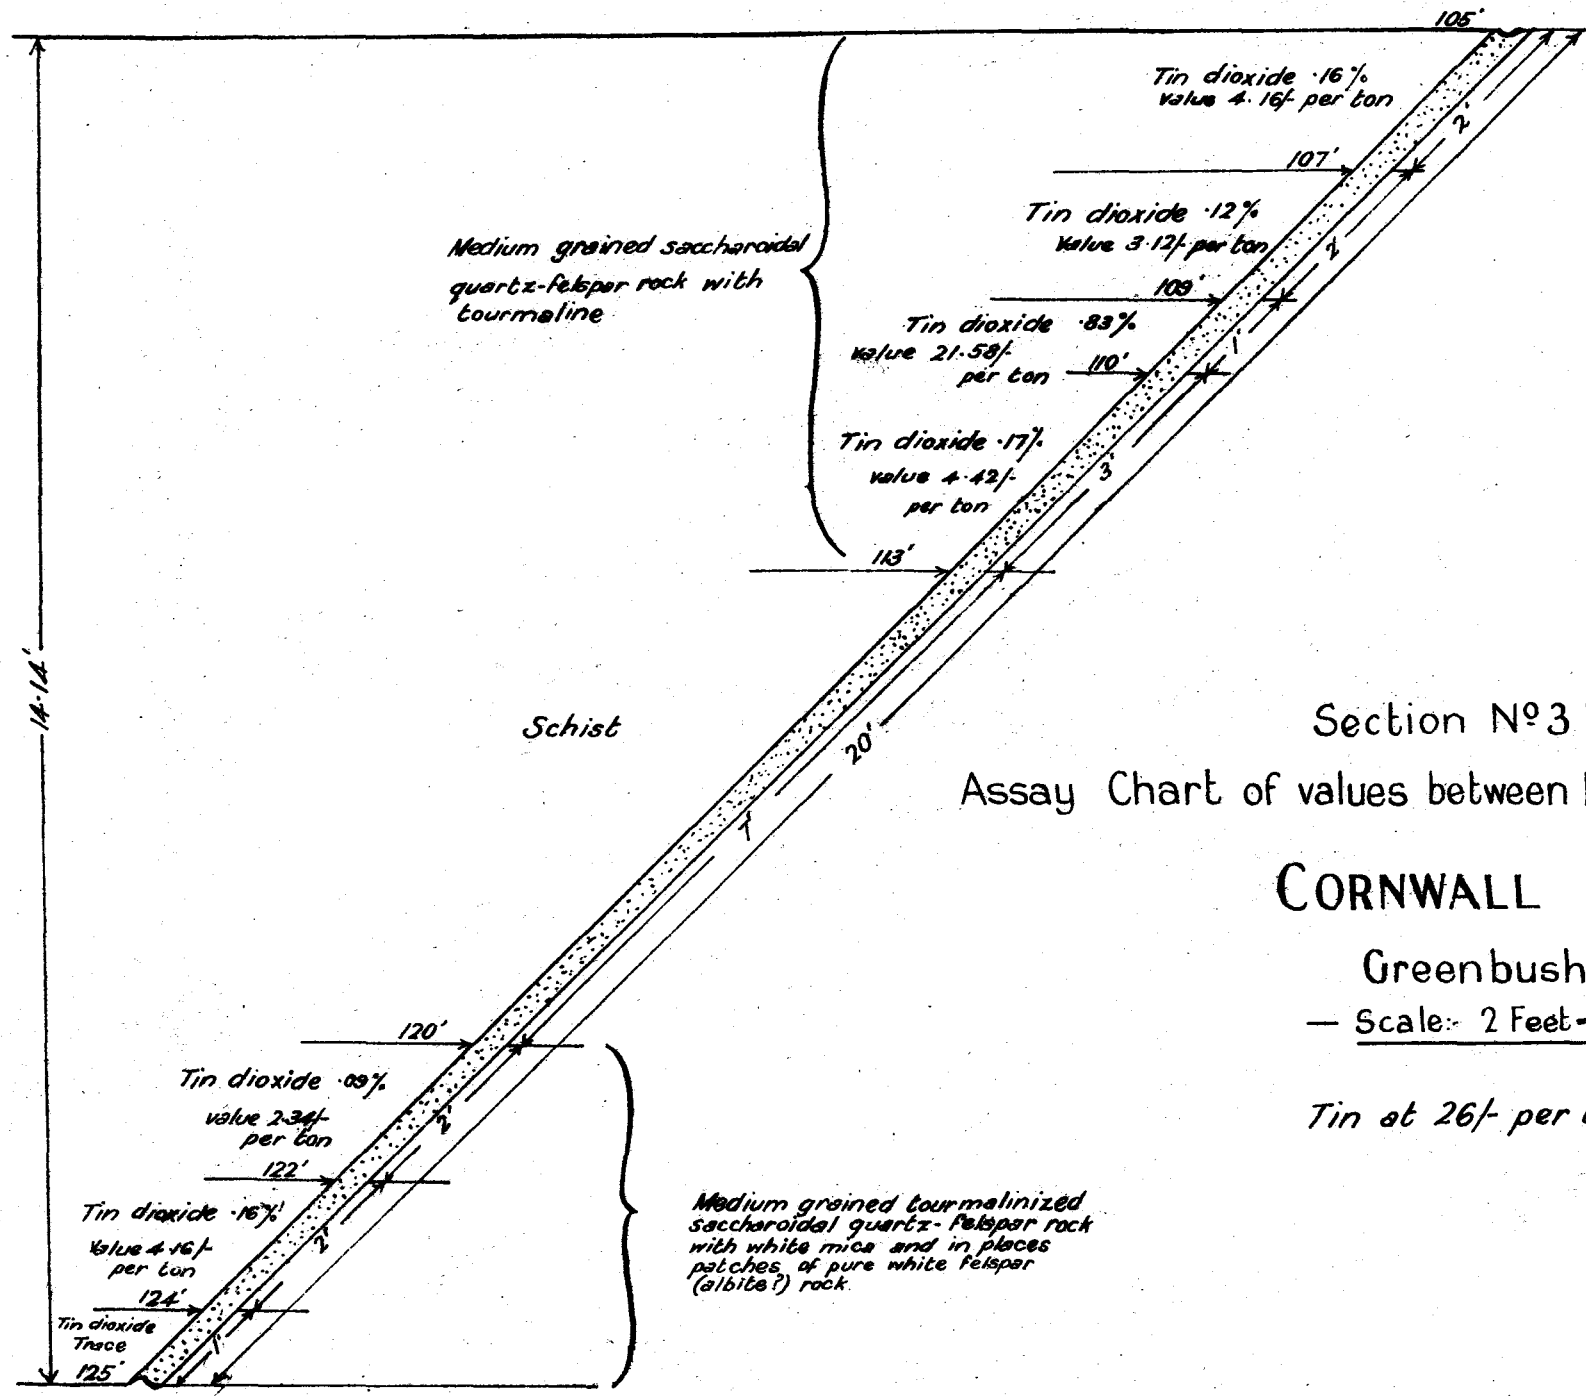 105'
Tin dioxide ·16%
value 4·16/- per ton
2'
107'
Tin dioxide ·12%
Value 3·12/- per ton
2'
109'
Tin dioxide ·83%
value 21·58/-
per ton
110'
1'
Medium grained saccharoidal
quartz-felspar rock with
tourmaline
Tin dioxide ·17%
value 4·42/-
per ton
3'
113'
14·14'
Schist
20'
7'
Section Nº3
Assay Chart of values between
CORNWALL
Greenbush
— Scale:- 2 Feet=
Tin at 26/- per
120'
Tin dioxide ·09%
value 2·34/-
per ton
2'
122'
Tin dioxide ·16%
Value 4·16/-
per ton
2'
124'
Tin dioxide
Trace
1'
125'
Medium grained tourmalinized
saccharoidal quartz-felspar rock
with white mica and in places
patches of pure white felspar
(albite?) rock.